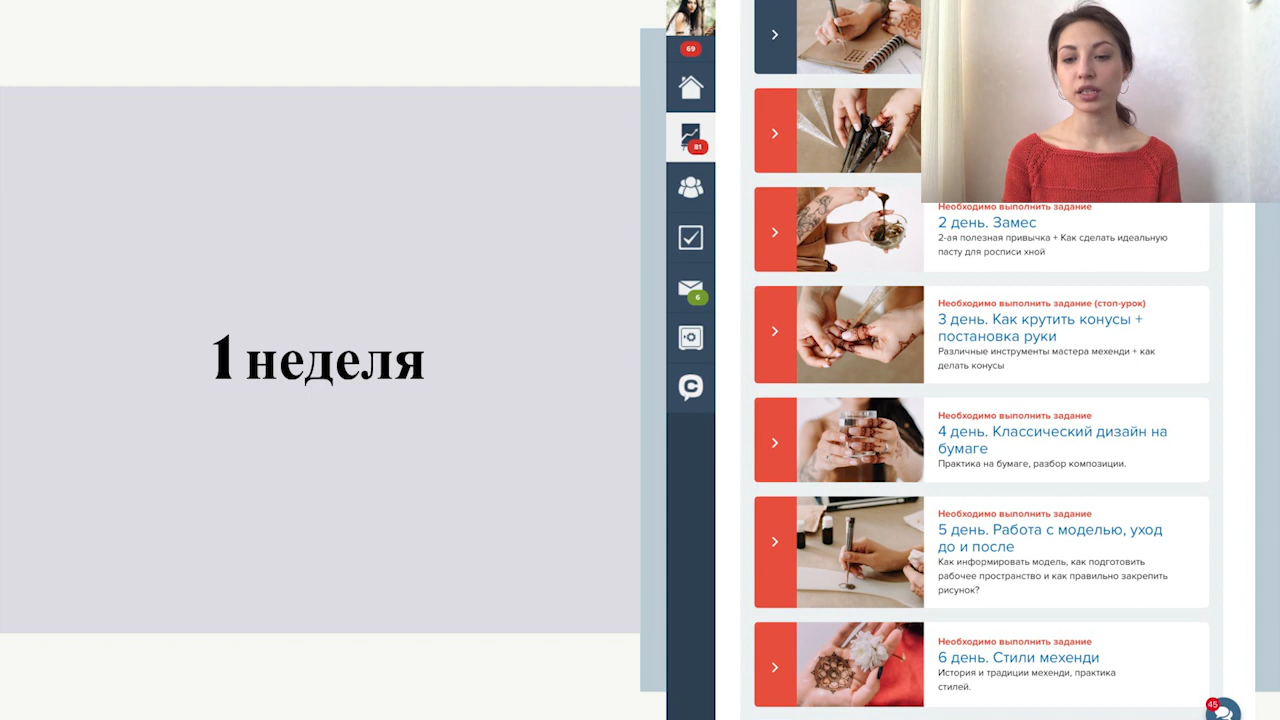 1 неделя
69
81
6
Необходимо выполнить задание
2 день. Замес
2-ая полезная привычка + Как сделать идеальную
пасту для росписи хной
Необходимо выполнить задание (стоп-урок)
3 день. Как крутить конусы +
постановка руки
Различные инструменты мастера мехенди + как
делать конусы
Необходимо выполнить задание
4 день. Классический дизайн на
бумаге
Практика на бумаге, разбор композиции.
Необходимо выполнить задание
5 день. Работа с моделью, уход
до и после
Как информировать модель, как подготовить
рабочее пространство и как правильно закрепить
рисунок?
Необходимо выполнить задание
6 день. Стили мехенди
История и традиции мехенди, практика
стилей.
45